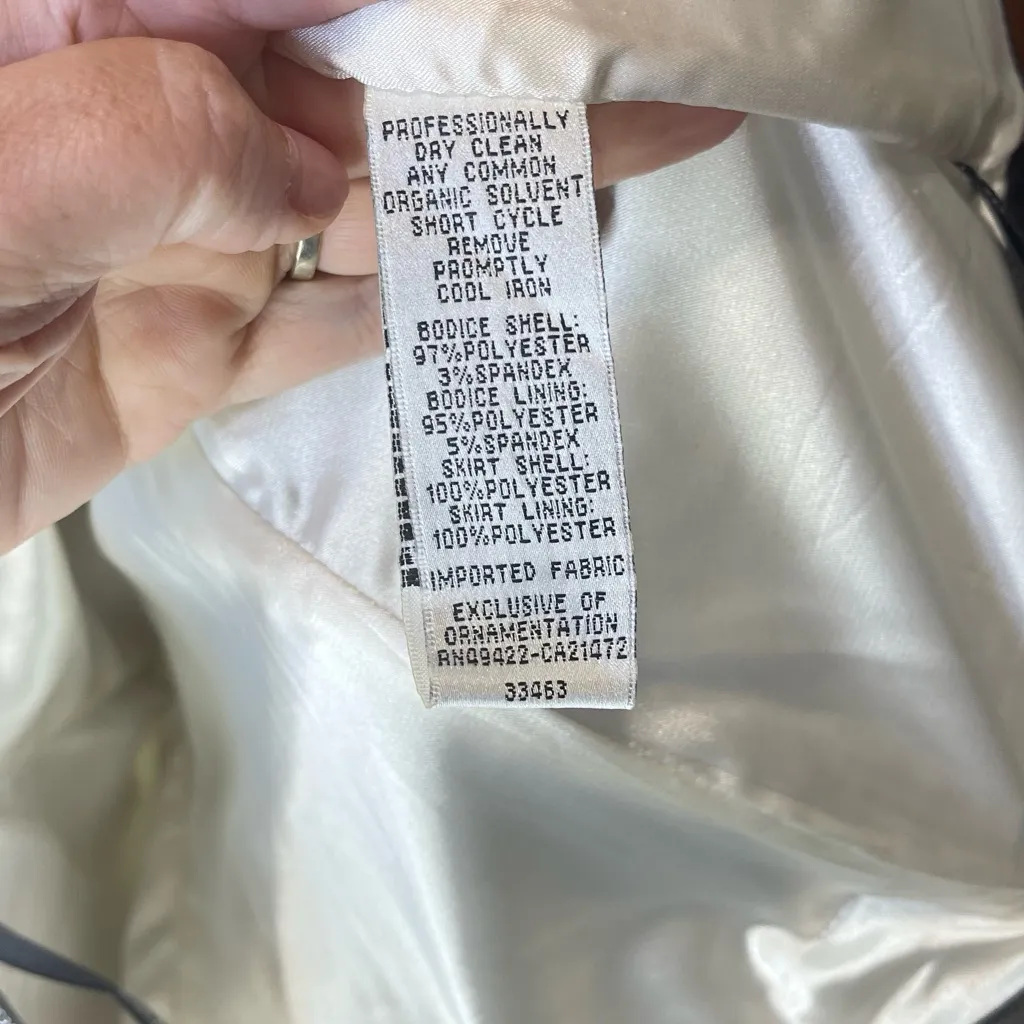 PROFESSIONALLY
DRY CLEAN
ANY COMMON
ORGANIC SOLVENT
SHORT CYCLE
REMOVE
PROMPTLY
COOL IRON
BODICE SHELL:
97%POLYESTER
3%SPANDEX
BODICE LINING:
95%POLYESTER
5%SPANDEX
SKIRT SHELL:
100%POLYESTER
SKIRT LINING:
100%POLYESTER
IMPORTED FABRIC
EXCLUSIVE OF
ORNAMENTATION
RN99422-CA21472
33463